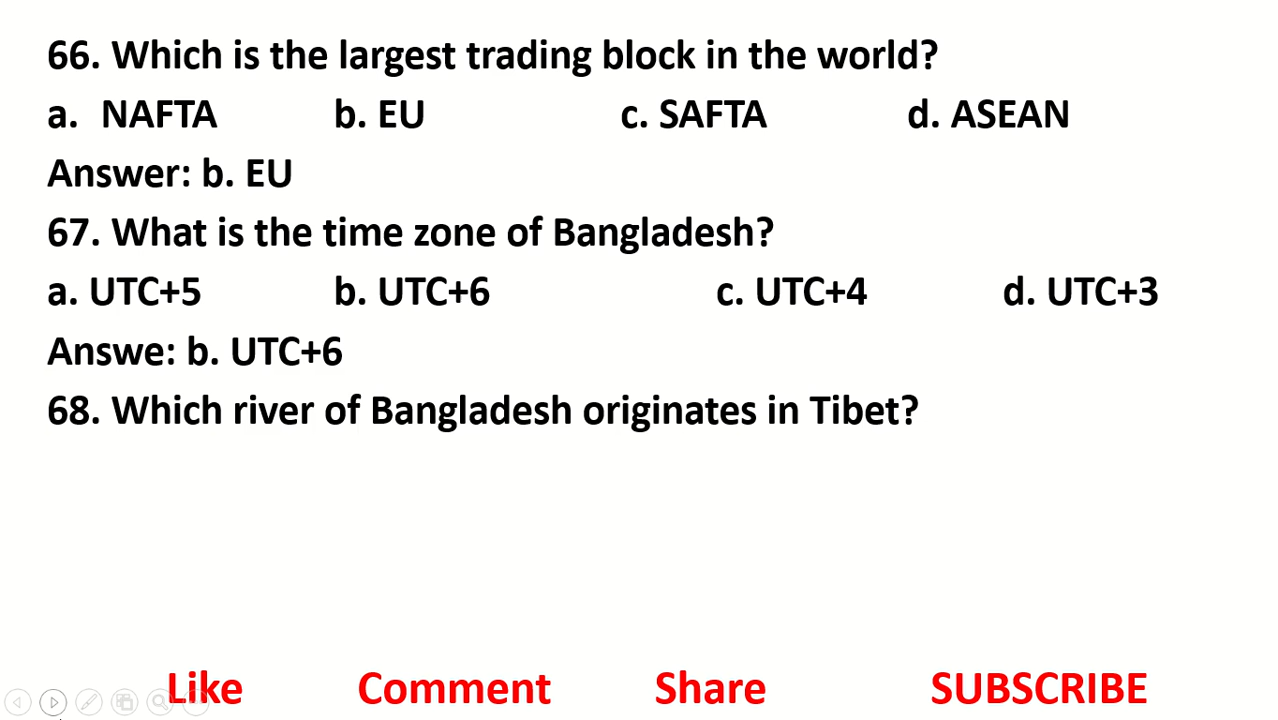 66. Which is the largest trading block in the world?
a. NAFTA b. EU c. SAFTA d. ASEAN
Answer: b. EU
67. What is the time zone of Bangladesh?
a. UTC+5 b. UTC+6 c. UTC+4 d. UTC+3
Answe: b. UTC+6
68. Which river of Bangladesh originates in Tibet?
Like Comment Share SUBSCRIBE